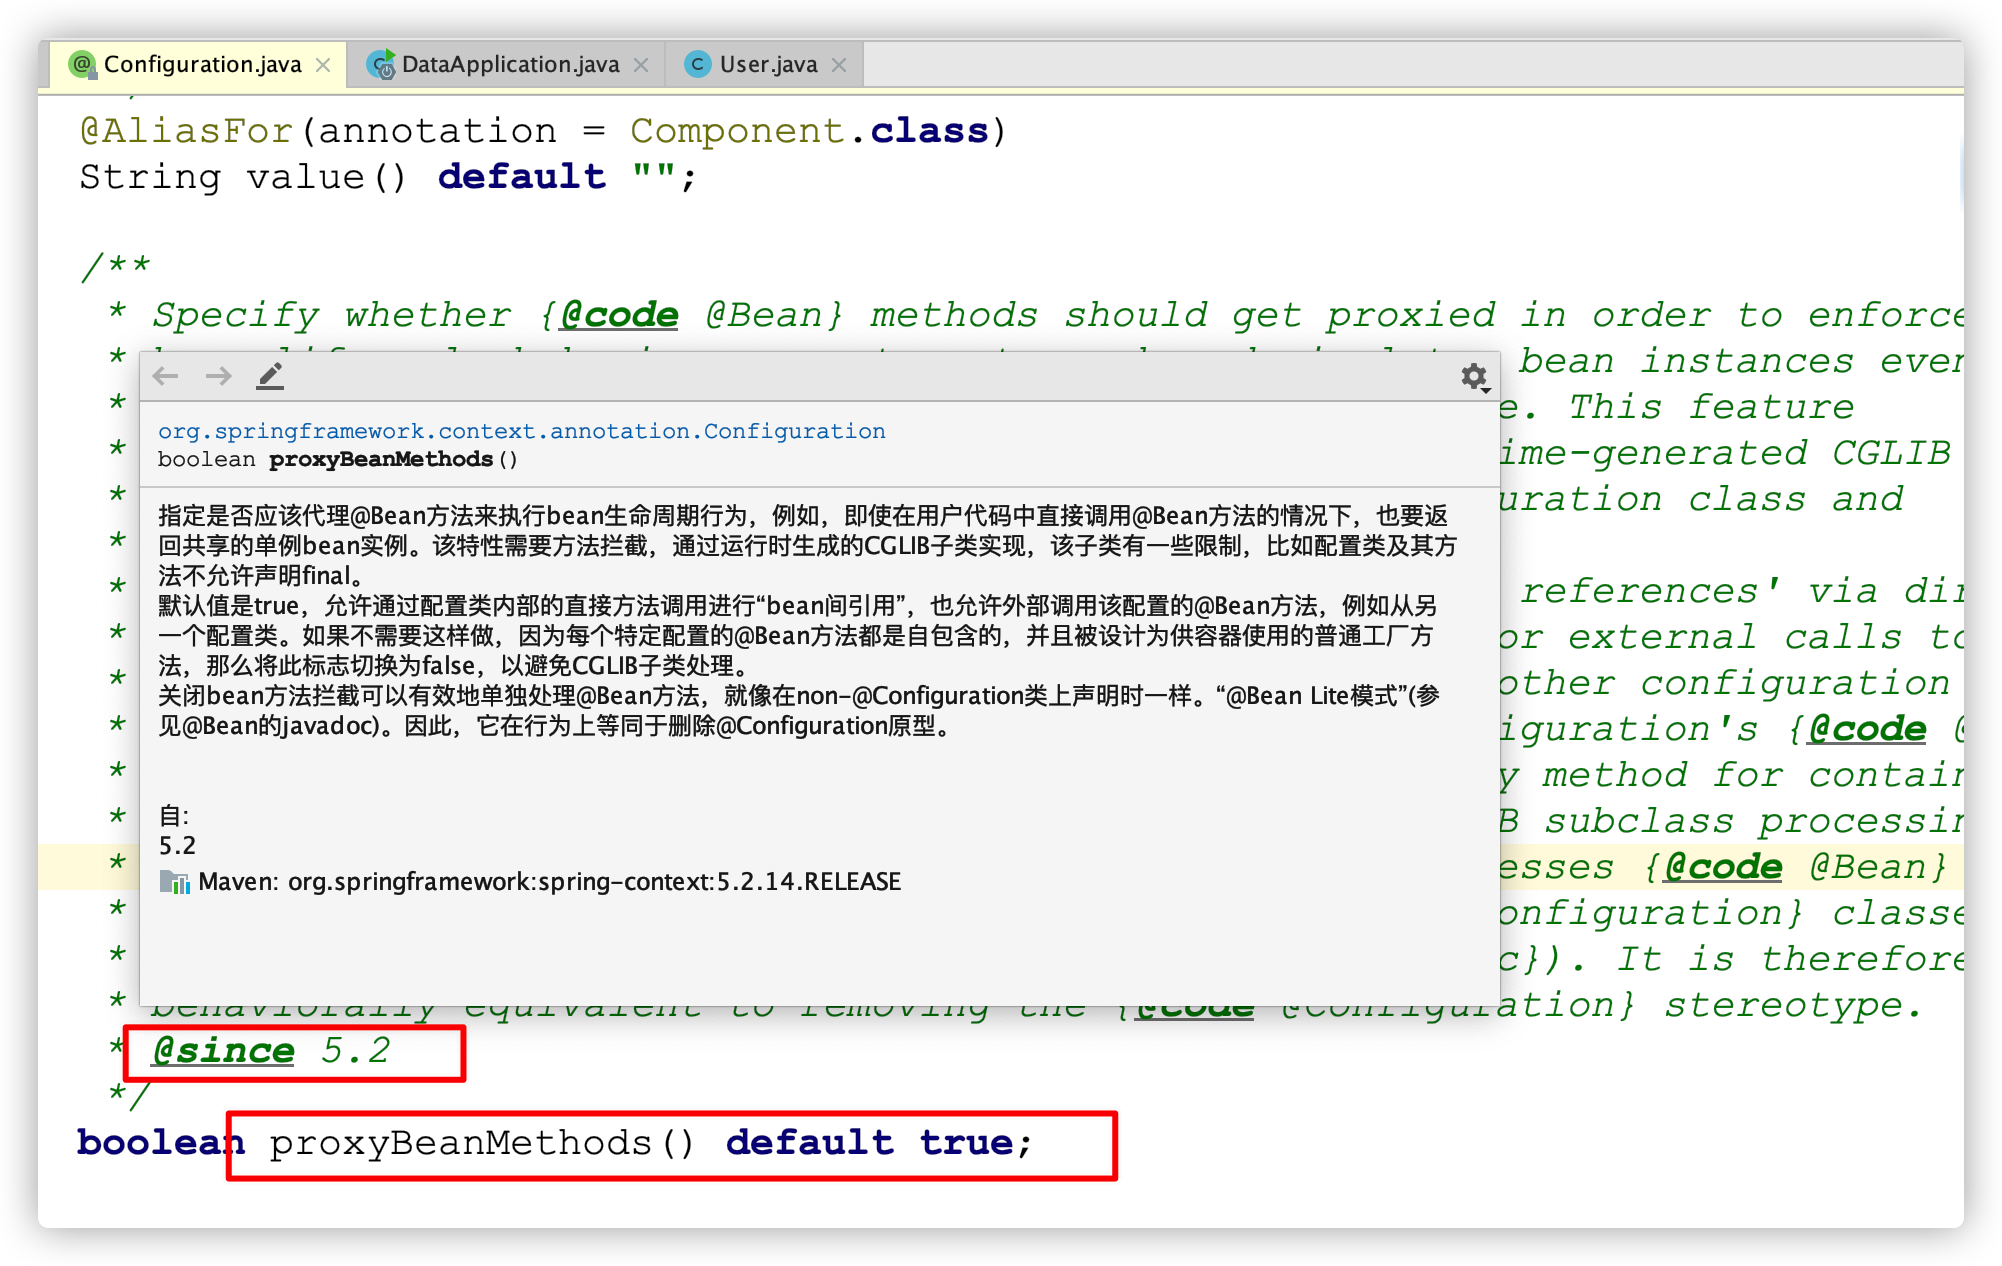 Configuration.java
DataApplication.java
User.java
@AliasFor(annotation = Component.class)
String value() default "";
/**
* Specify whether {@code @Bean} methods should get proxied in order to enforce
* bean instances even
* e. This feature
* ime-generated CGLIB
* uration class and
*
* references' via dir
* or external calls to
* other configuration
* iguration's {@code @
* y method for contain
* B subclass processin
* esses {@code @Bean}
* onfiguration} classe
* c}). It is therefore
* behaviorally equivalent to removing the {@code @Configuration} stereotype.
* @since 5.2
*/
boolean proxyBeanMethods() default true;
org.springframework.context.annotation.Configuration
boolean proxyBeanMethods()
指定是否应该代理@Bean方法来执行bean生命周期行为，例如，即使在用户代码中直接调用@Bean方法的情况下，也要返
回共享的单例bean实例。该特性需要方法拦截，通过运行时生成的CGLIB子类实现，该子类有一些限制，比如配置类及其方
法不允许声明final。
默认值是true，允许通过配置类内部的直接方法调用进行“bean间引用”，也允许外部调用该配置的@Bean方法，例如从另
一个配置类。如果不需要这样做，因为每个特定配置的@Bean方法都是自包含的，并且被设计为供容器使用的普通工厂方
法，那么将此标志切换为false，以避免CGLIB子类处理。
关闭bean方法拦截可以有效地单独处理@Bean方法，就像在non-@Configuration类上声明时一样。“@Bean Lite模式”(参
见@Bean的javadoc)。因此，它在行为上等同于删除@Configuration原型。
自:
5.2
Maven: org.springframework:spring-context:5.2.14.RELEASE